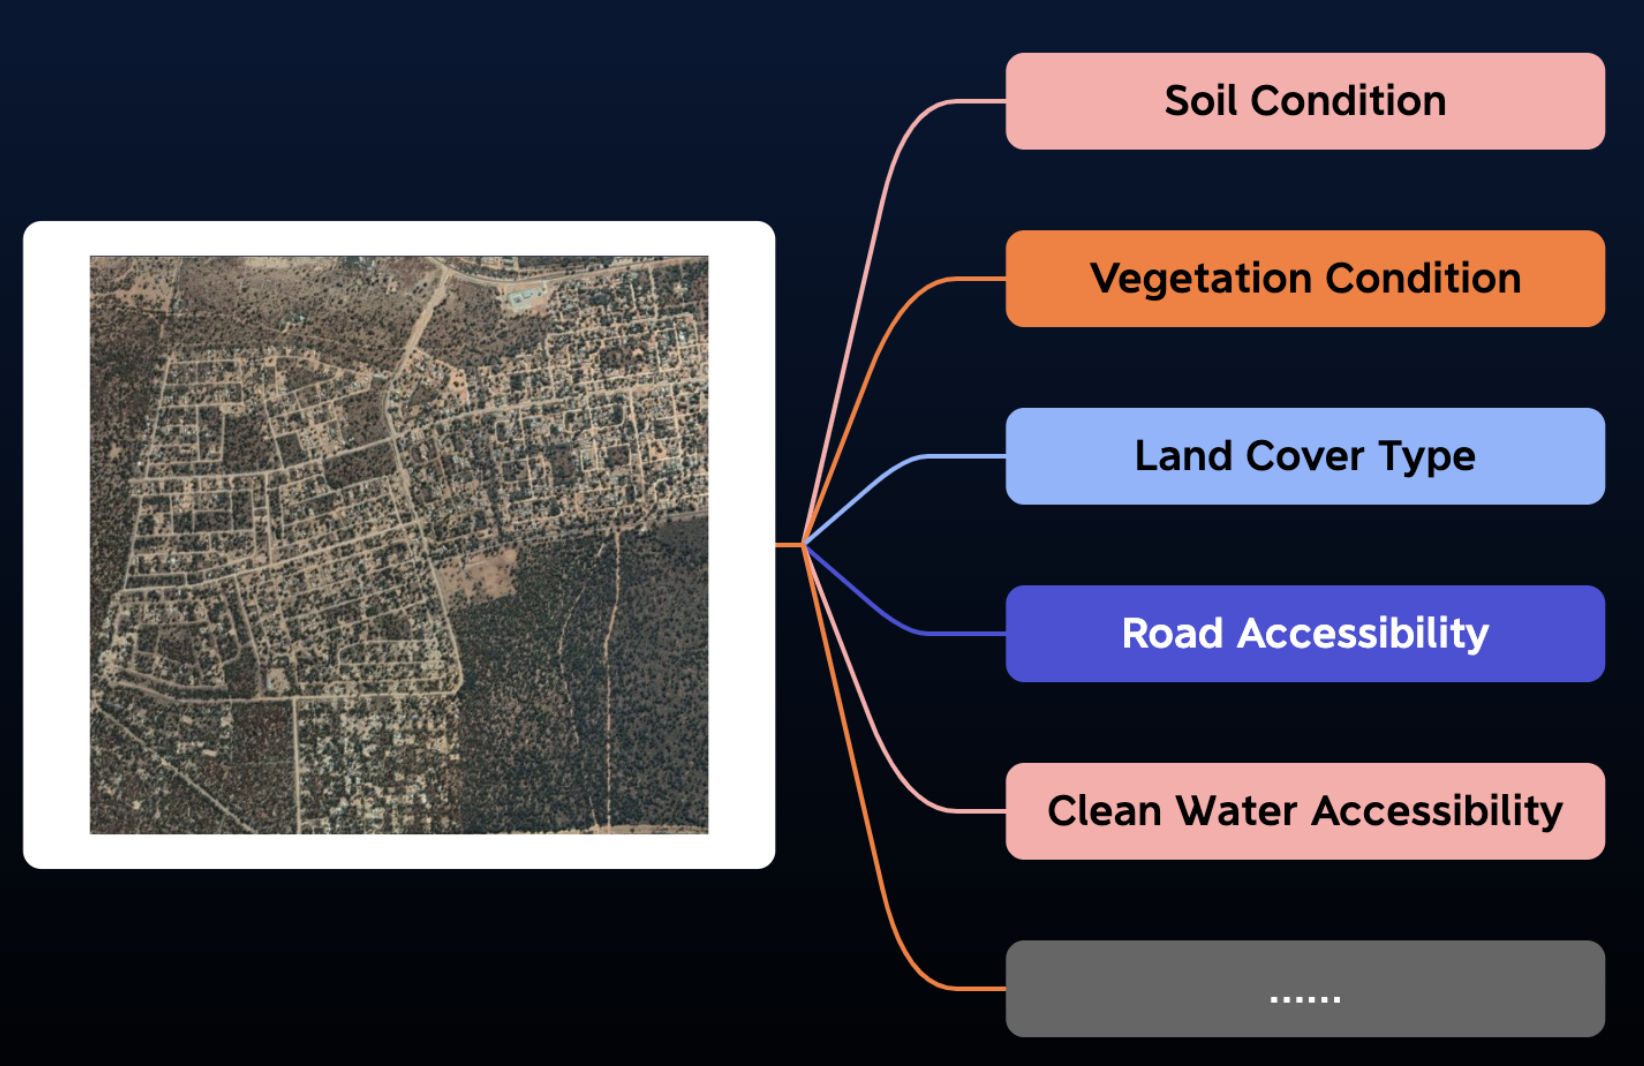 Soil Condition
Vegetation Condition
Land Cover Type
Road Accessibility
Clean Water Accessibility
......